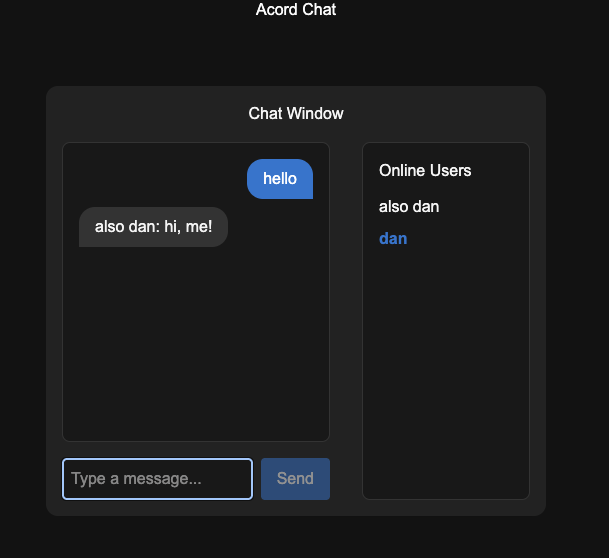 Acord Chat
Chat Window
hello
also dan: hi, me!
Type a message...
Send
Online Users
also dan
dan